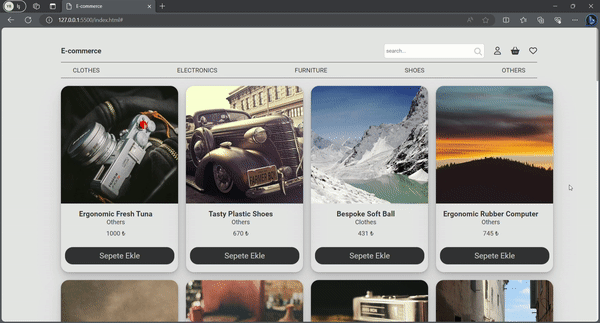 E-commerce
127.0.0.1:5500/index.html#
E-commerce
search...
CLOTHES
ELECTRONICS
FURNITURE
SHOES
OTHERS
Ergonomic Fresh Tuna
Others
1000 ₺
Sepete Ekle
Tasty Plastic Shoes
Others
670 ₺
Sepete Ekle
Bespoke Soft Ball
Clothes
431 ₺
Sepete Ekle
Ergonomic Rubber Computer
Others
745 ₺
Sepete Ekle